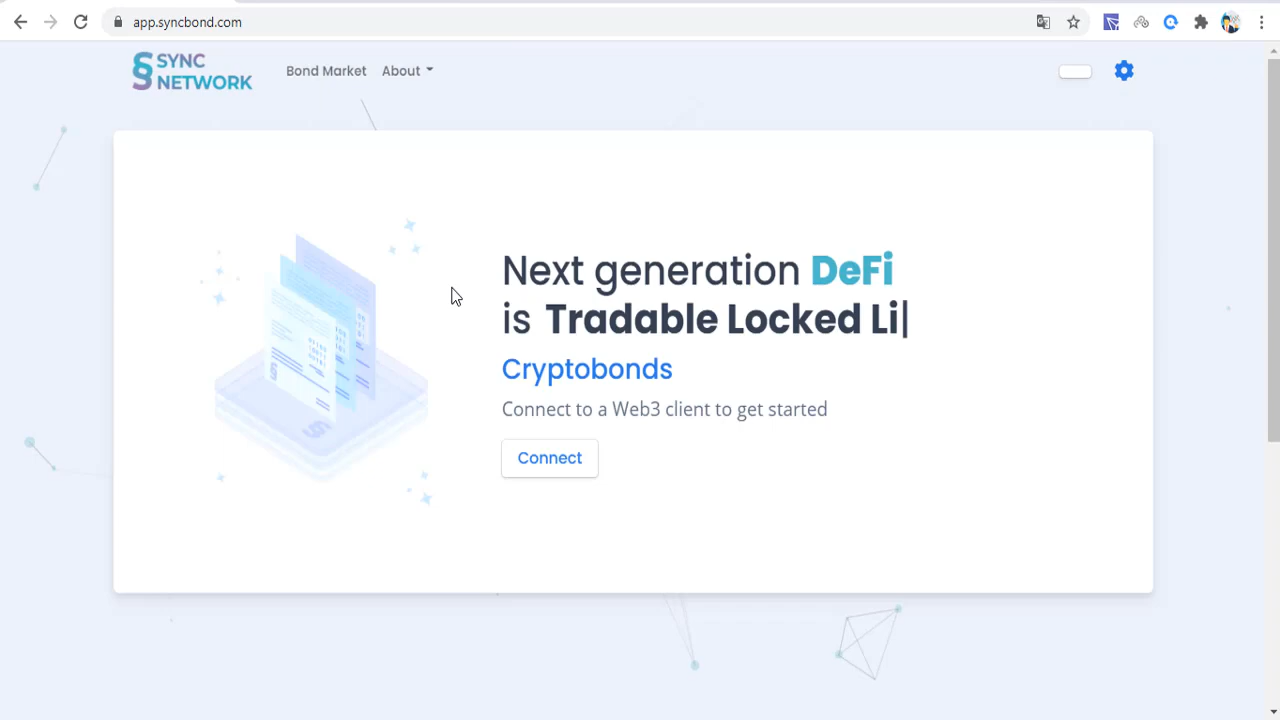 app.syncbond.com
SYNC
NETWORK
Bond Market
About
Next generation DeFi
is Tradable Locked Li|
Cryptobonds
Connect to a Web3 client to get started
Connect